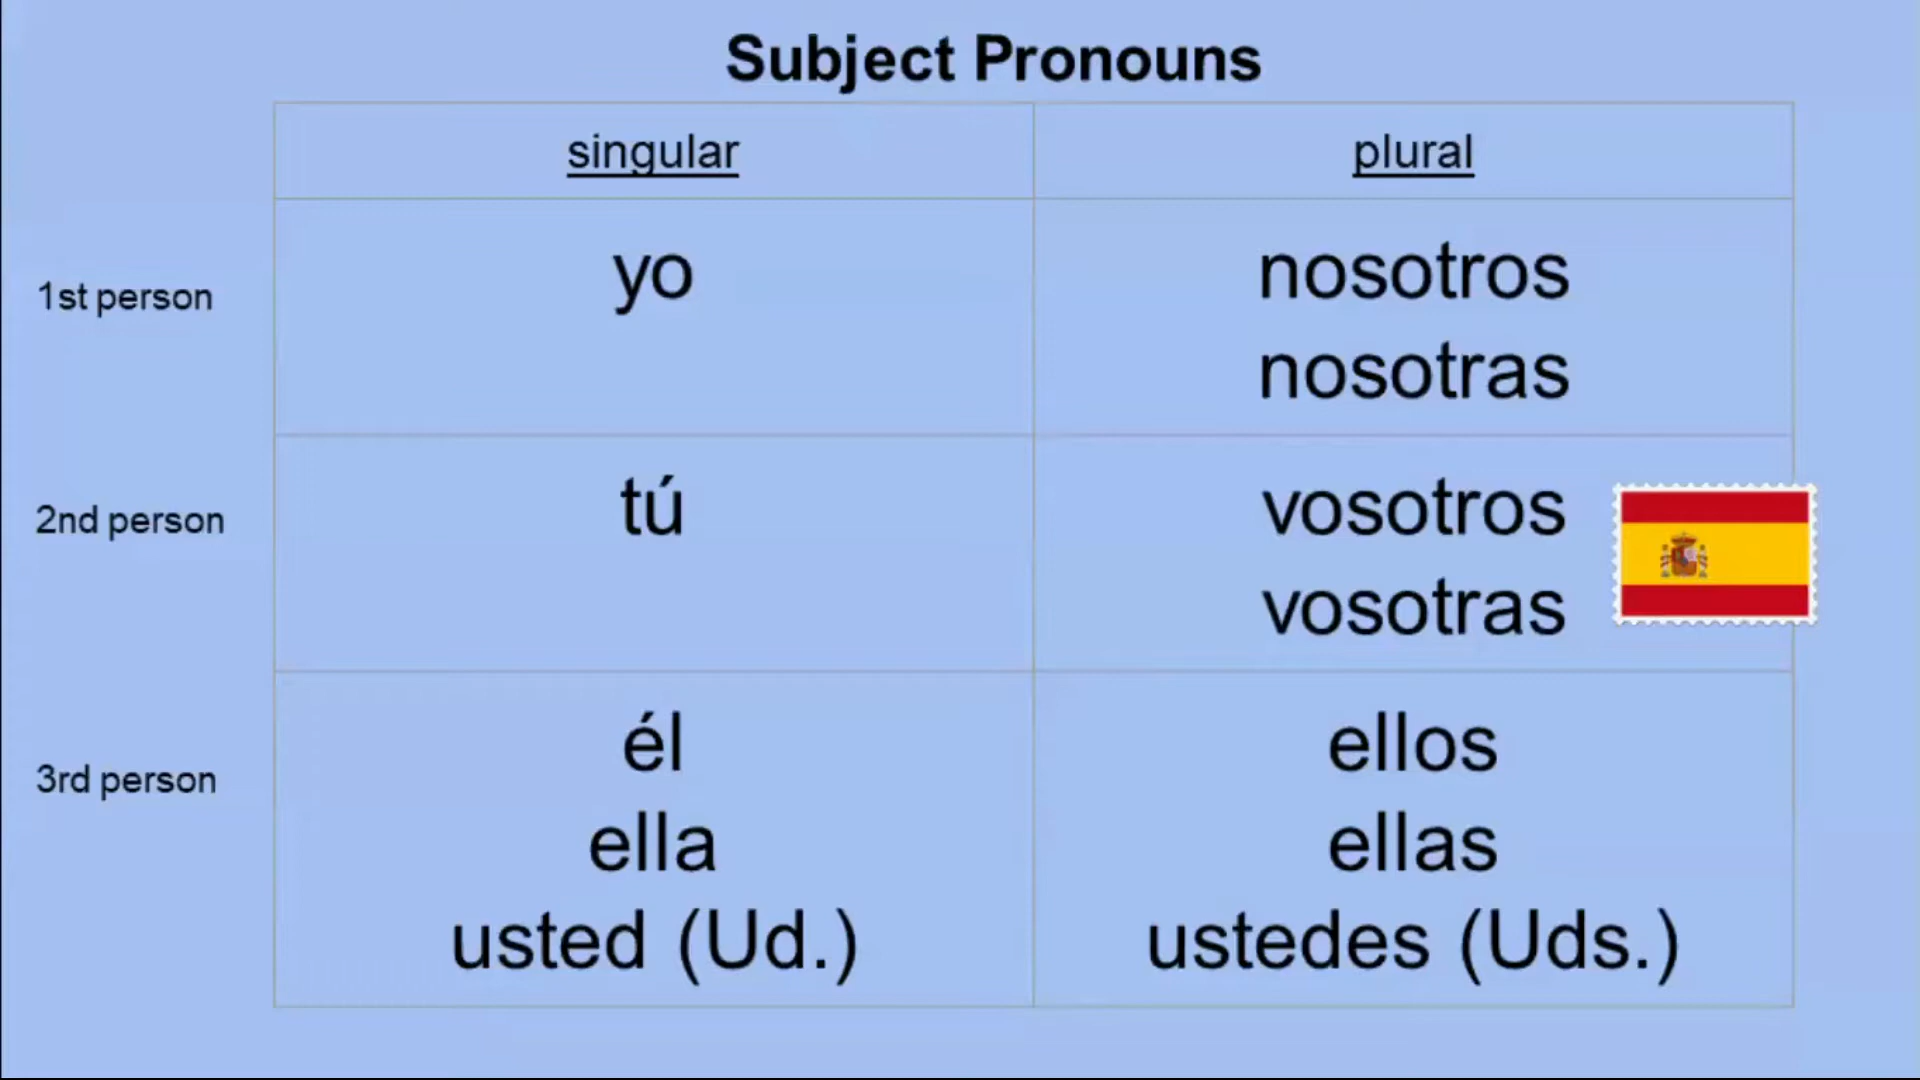 Subject Pronouns
singular
plural
1st person
yo
nosotros
nosotras
2nd person
tú
vosotros
vosotras
3rd person
él
ella
usted (Ud.)
ellos
ellas
ustedes (Uds.)